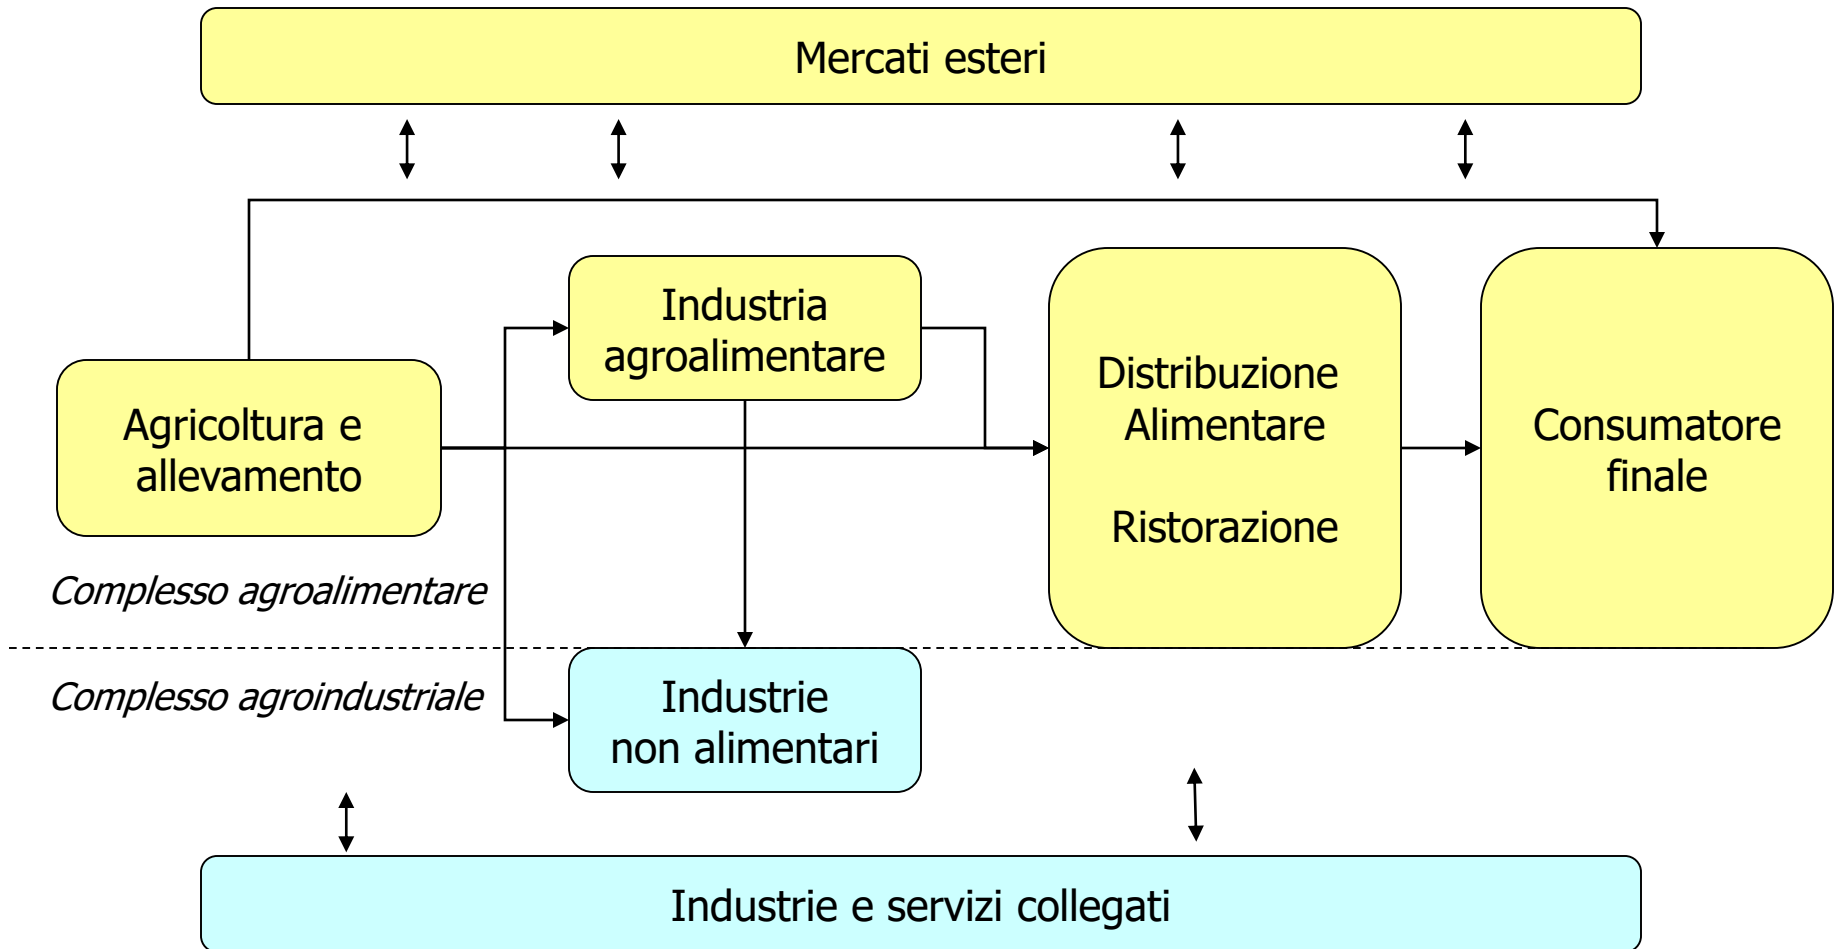 Mercati esteri
Industria
agroalimentare
Agricoltura e
allevamento
Distribuzione
Alimentare
Ristorazione
Consumatore
finale
Complesso agroalimentare
Complesso agroindustriale
Industrie
non alimentari
Industrie e servizi collegati